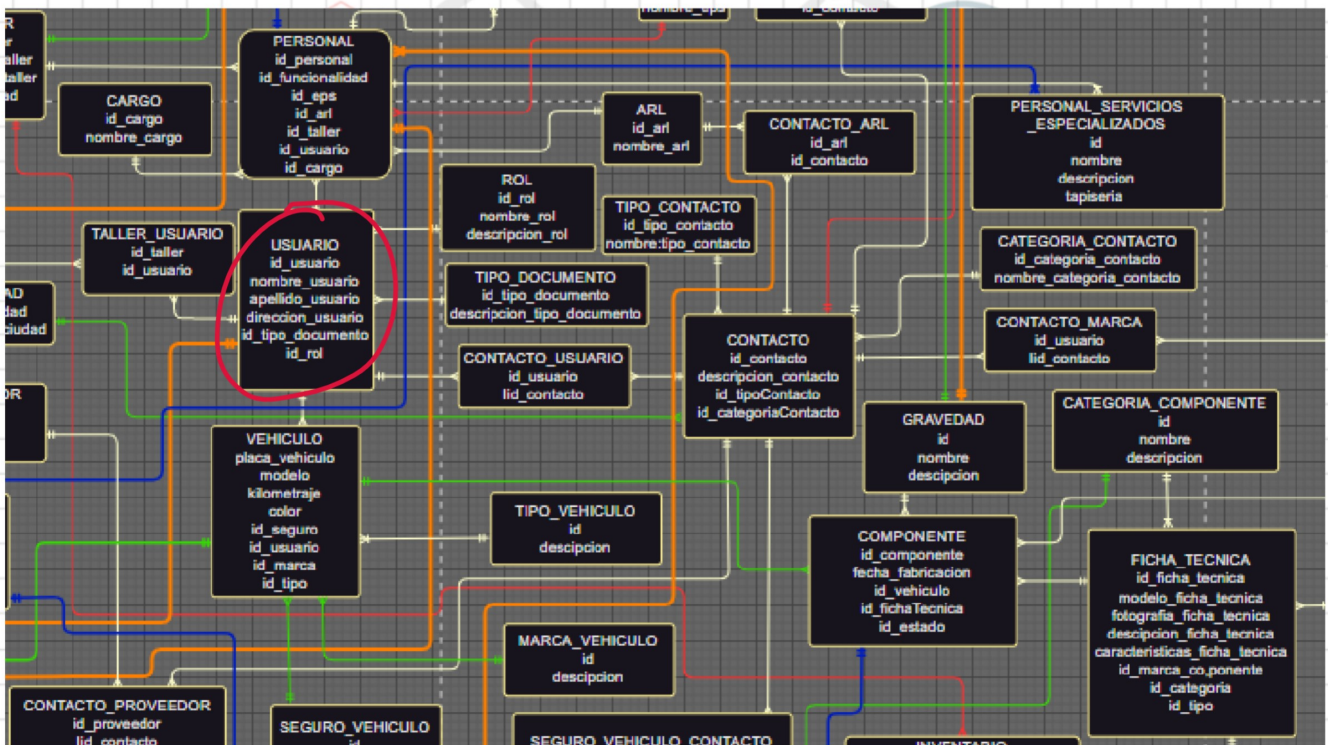 PERSONAL
id_personal
id_funcionalidad
id_eps
id_arl
id_taller
id_usuario
id_cargo
CARGO
id_cargo
nombre_cargo
ARL
id_arl
nombre_arl
CONTACTO_ARL
id_arl
id_contacto
PERSONAL_SERVICIOS
_ESPECIALIZADOS
id
nombre
descripcion
tapiseria
ROL
id_rol
nombre_rol
descripcion_rol
TIPO_CONTACTO
id_tipo_contacto
nombre:tipo_contacto
TALLER_USUARIO
id_taller
id_usuario
USUARIO
id_usuario
nombre_usuario
apellido_usuario
direccion_usuario
id_tipo_documento
id_rol
TIPO_DOCUMENTO
id_tipo_documento
descripcion_tipo_documento
CATEGORIA_CONTACTO
id_categoria_contacto
nombre_categoria_contacto
CONTACTO_USUARIO
id_usuario
lid_contacto
CONTACTO
id_contacto
descripcion_contacto
id_tipoContacto
id_categoriaContacto
CONTACTO_MARCA
id_usuario
lid_contacto
GRAVEDAD
id
nombre
descipcion
CATEGORIA_COMPONENTE
id
nombre
descripcion
VEHICULO
placa_vehiculo
modelo
kilometraje
color
id_seguro
id_usuario
id_marca
id_tipo
TIPO_VEHICULO
id
descipcion
COMPONENTE
id_componente
fecha_fabricacion
id_vehiculo
id_fichaTecnica
id_estado
FICHA_TECNICA
id_ficha_tecnica
modelo_ficha_tecnica
fotografia_ficha_tecnica
descipcion_ficha_tecnica
caracteristicas_ficha_tecnica
id_marca_co,ponente
id_categoria
id_tipo
MARCA_VEHICULO
id
descipcion
CONTACTO_PROVEEDOR
id_proveedor
lid_contacto
SEGURO_VEHICULO
SEGURO_VEHICULO_CONTACTO